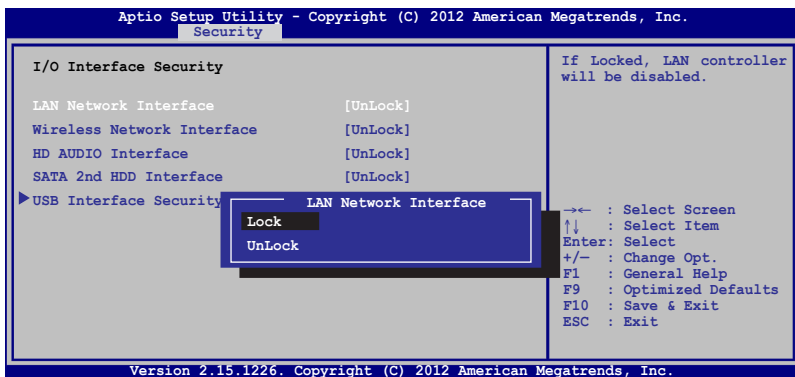 Aptio Setup Utility - Copyright (C) 2012 American Megatrends, Inc.
Security
I/O Interface Security
LAN Network Interface [UnLock]
Wireless Network Interface [UnLock]
HD AUDIO Interface [UnLock]
SATA 2nd HDD Interface [UnLock]
USB Interface Security
LAN Network Interface
Lock
UnLock
If Locked, LAN controller
will be disabled.
→← : Select Screen
↑↓ : Select Item
Enter: Select
+/— : Change Opt.
F1 : General Help
F9 : Optimized Defaults
F10 : Save & Exit
ESC : Exit
Version 2.15.1226. Copyright (C) 2012 American Megatrends, Inc.